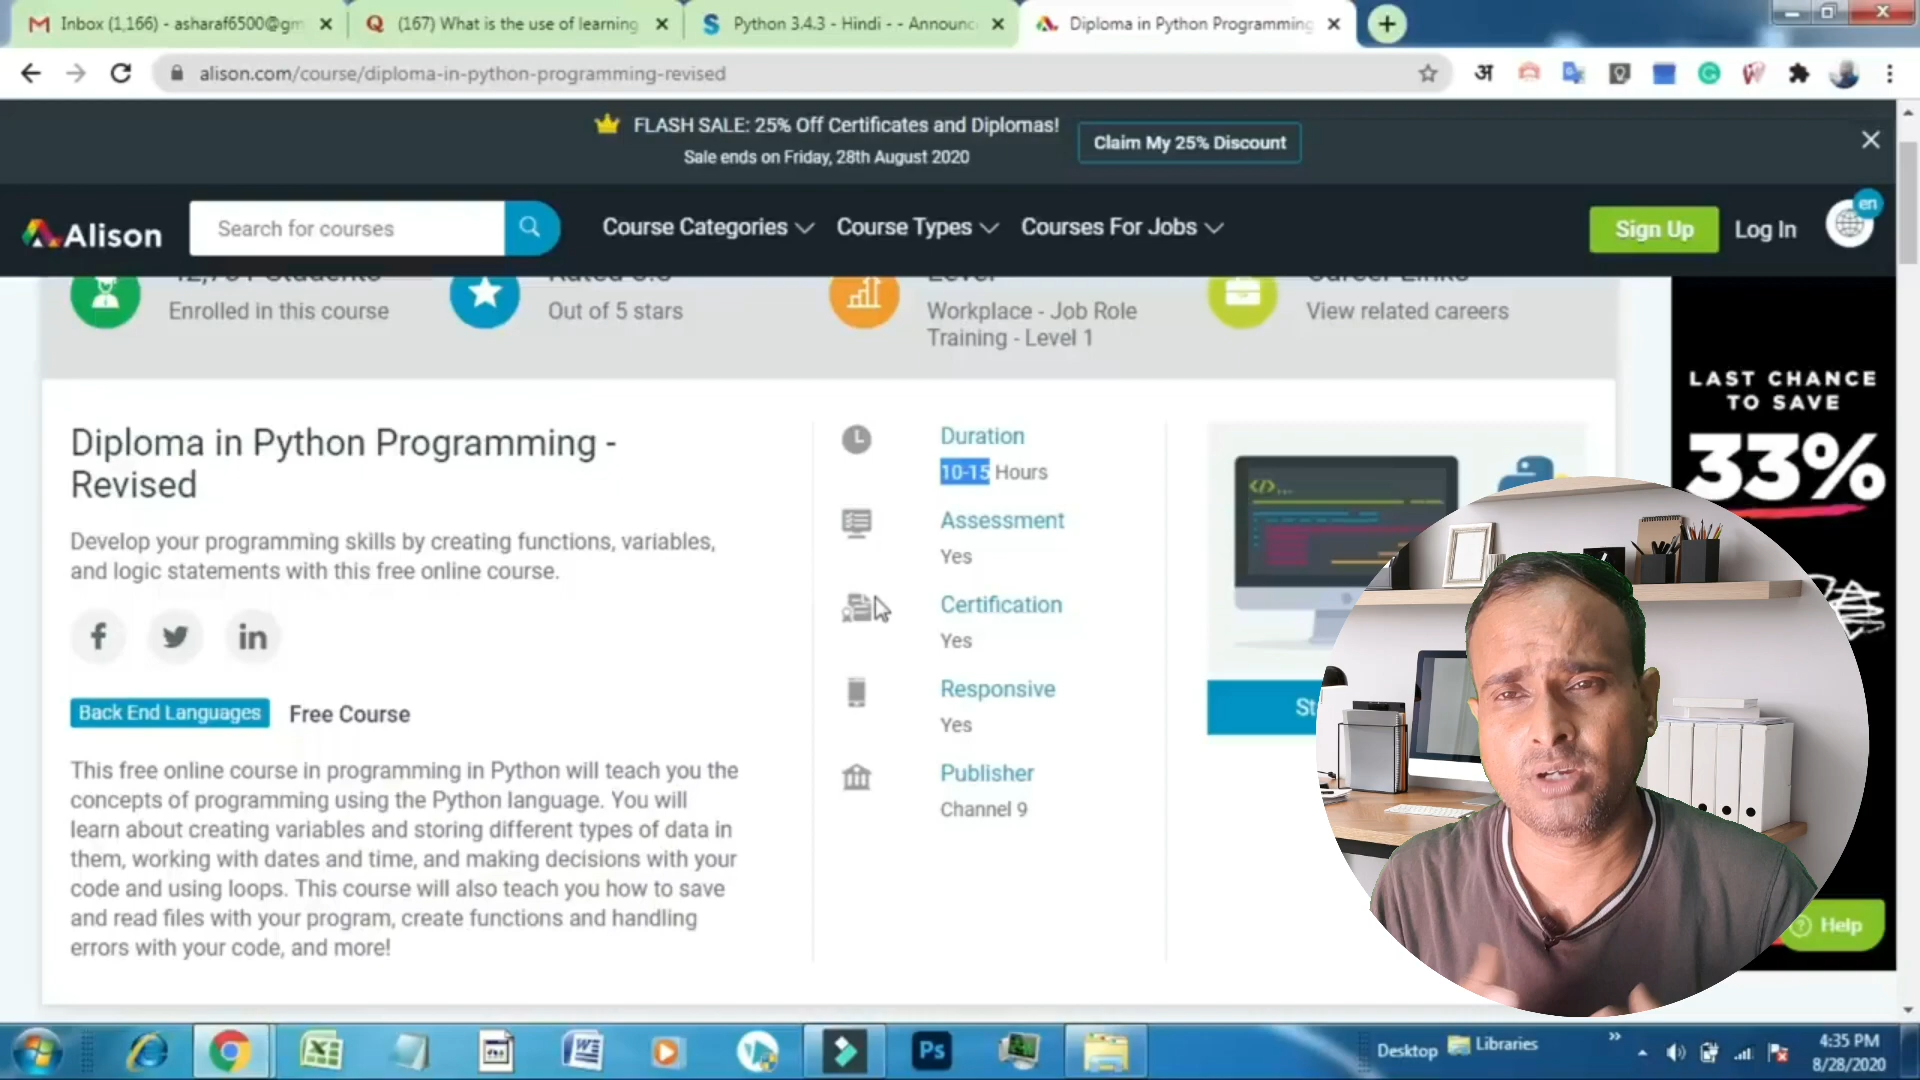 Inbox (1,166) - asharaf6500@gm
(167) What is the use of learning
Python 3.4.3 - Hindi - - Announc
Diploma in Python Programming
alison.com/course/diploma-in-python-programming-revised
FLASH SALE: 25% Off Certificates and Diplomas!
Sale ends on Friday, 28th August 2020
Claim My 25% Discount
Alison
Search for courses
Course Categories
Course Types
Courses For Jobs
Sign Up
Log In
en
Enrolled in this course
Out of 5 stars
Level
Workplace - Job Role
Training - Level 1
Career Links
View related careers
Diploma in Python Programming -
Revised
Develop your programming skills by creating functions, variables,
and logic statements with this free online course.
Back End Languages
Free Course
This free online course in programming in Python will teach you the
concepts of programming using the Python language. You will
learn about creating variables and storing different types of data in
them, working with dates and time, and making decisions with your
code and using loops. This course will also teach you how to save
and read files with your program, create functions and handling
errors with your code, and more!
Duration
10-15 Hours
Assessment
Yes
Certification
Yes
Responsive
Yes
Publisher
Channel 9
</>...
St
LAST CHANCE
TO SAVE
33%
Help
Ps
Desktop
Libraries
4:35 PM
8/28/2020